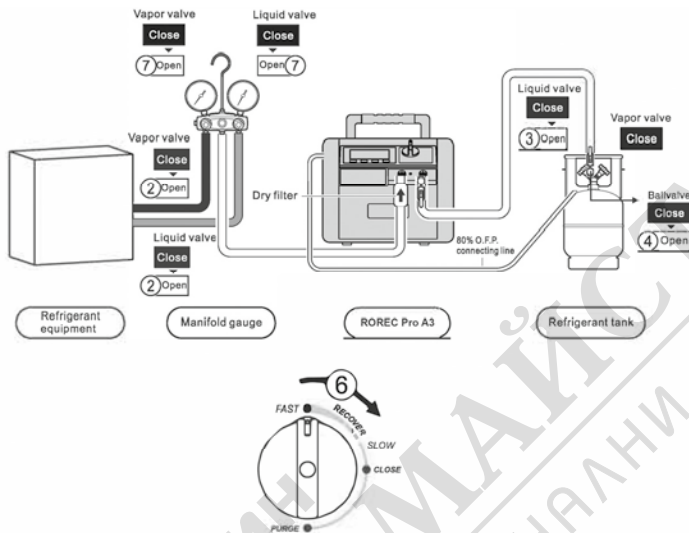 Vapor valve
Close
7 Open
Liquid valve
Close
Open 7
Vapor valve
Close
2 Open
Liquid valve
Close
2 Open
Dry filter
Liquid valve
Close
3 Open
Vapor valve
Close
Ballvalve
Close
4 Open
80% O.F.P.
connecting line
Refrigerant
equipment
Manifold gauge
ROREC Pro A3
Refrigerant tank
6
FAST
RECOVER
SLOW
CLOSE
PURGE